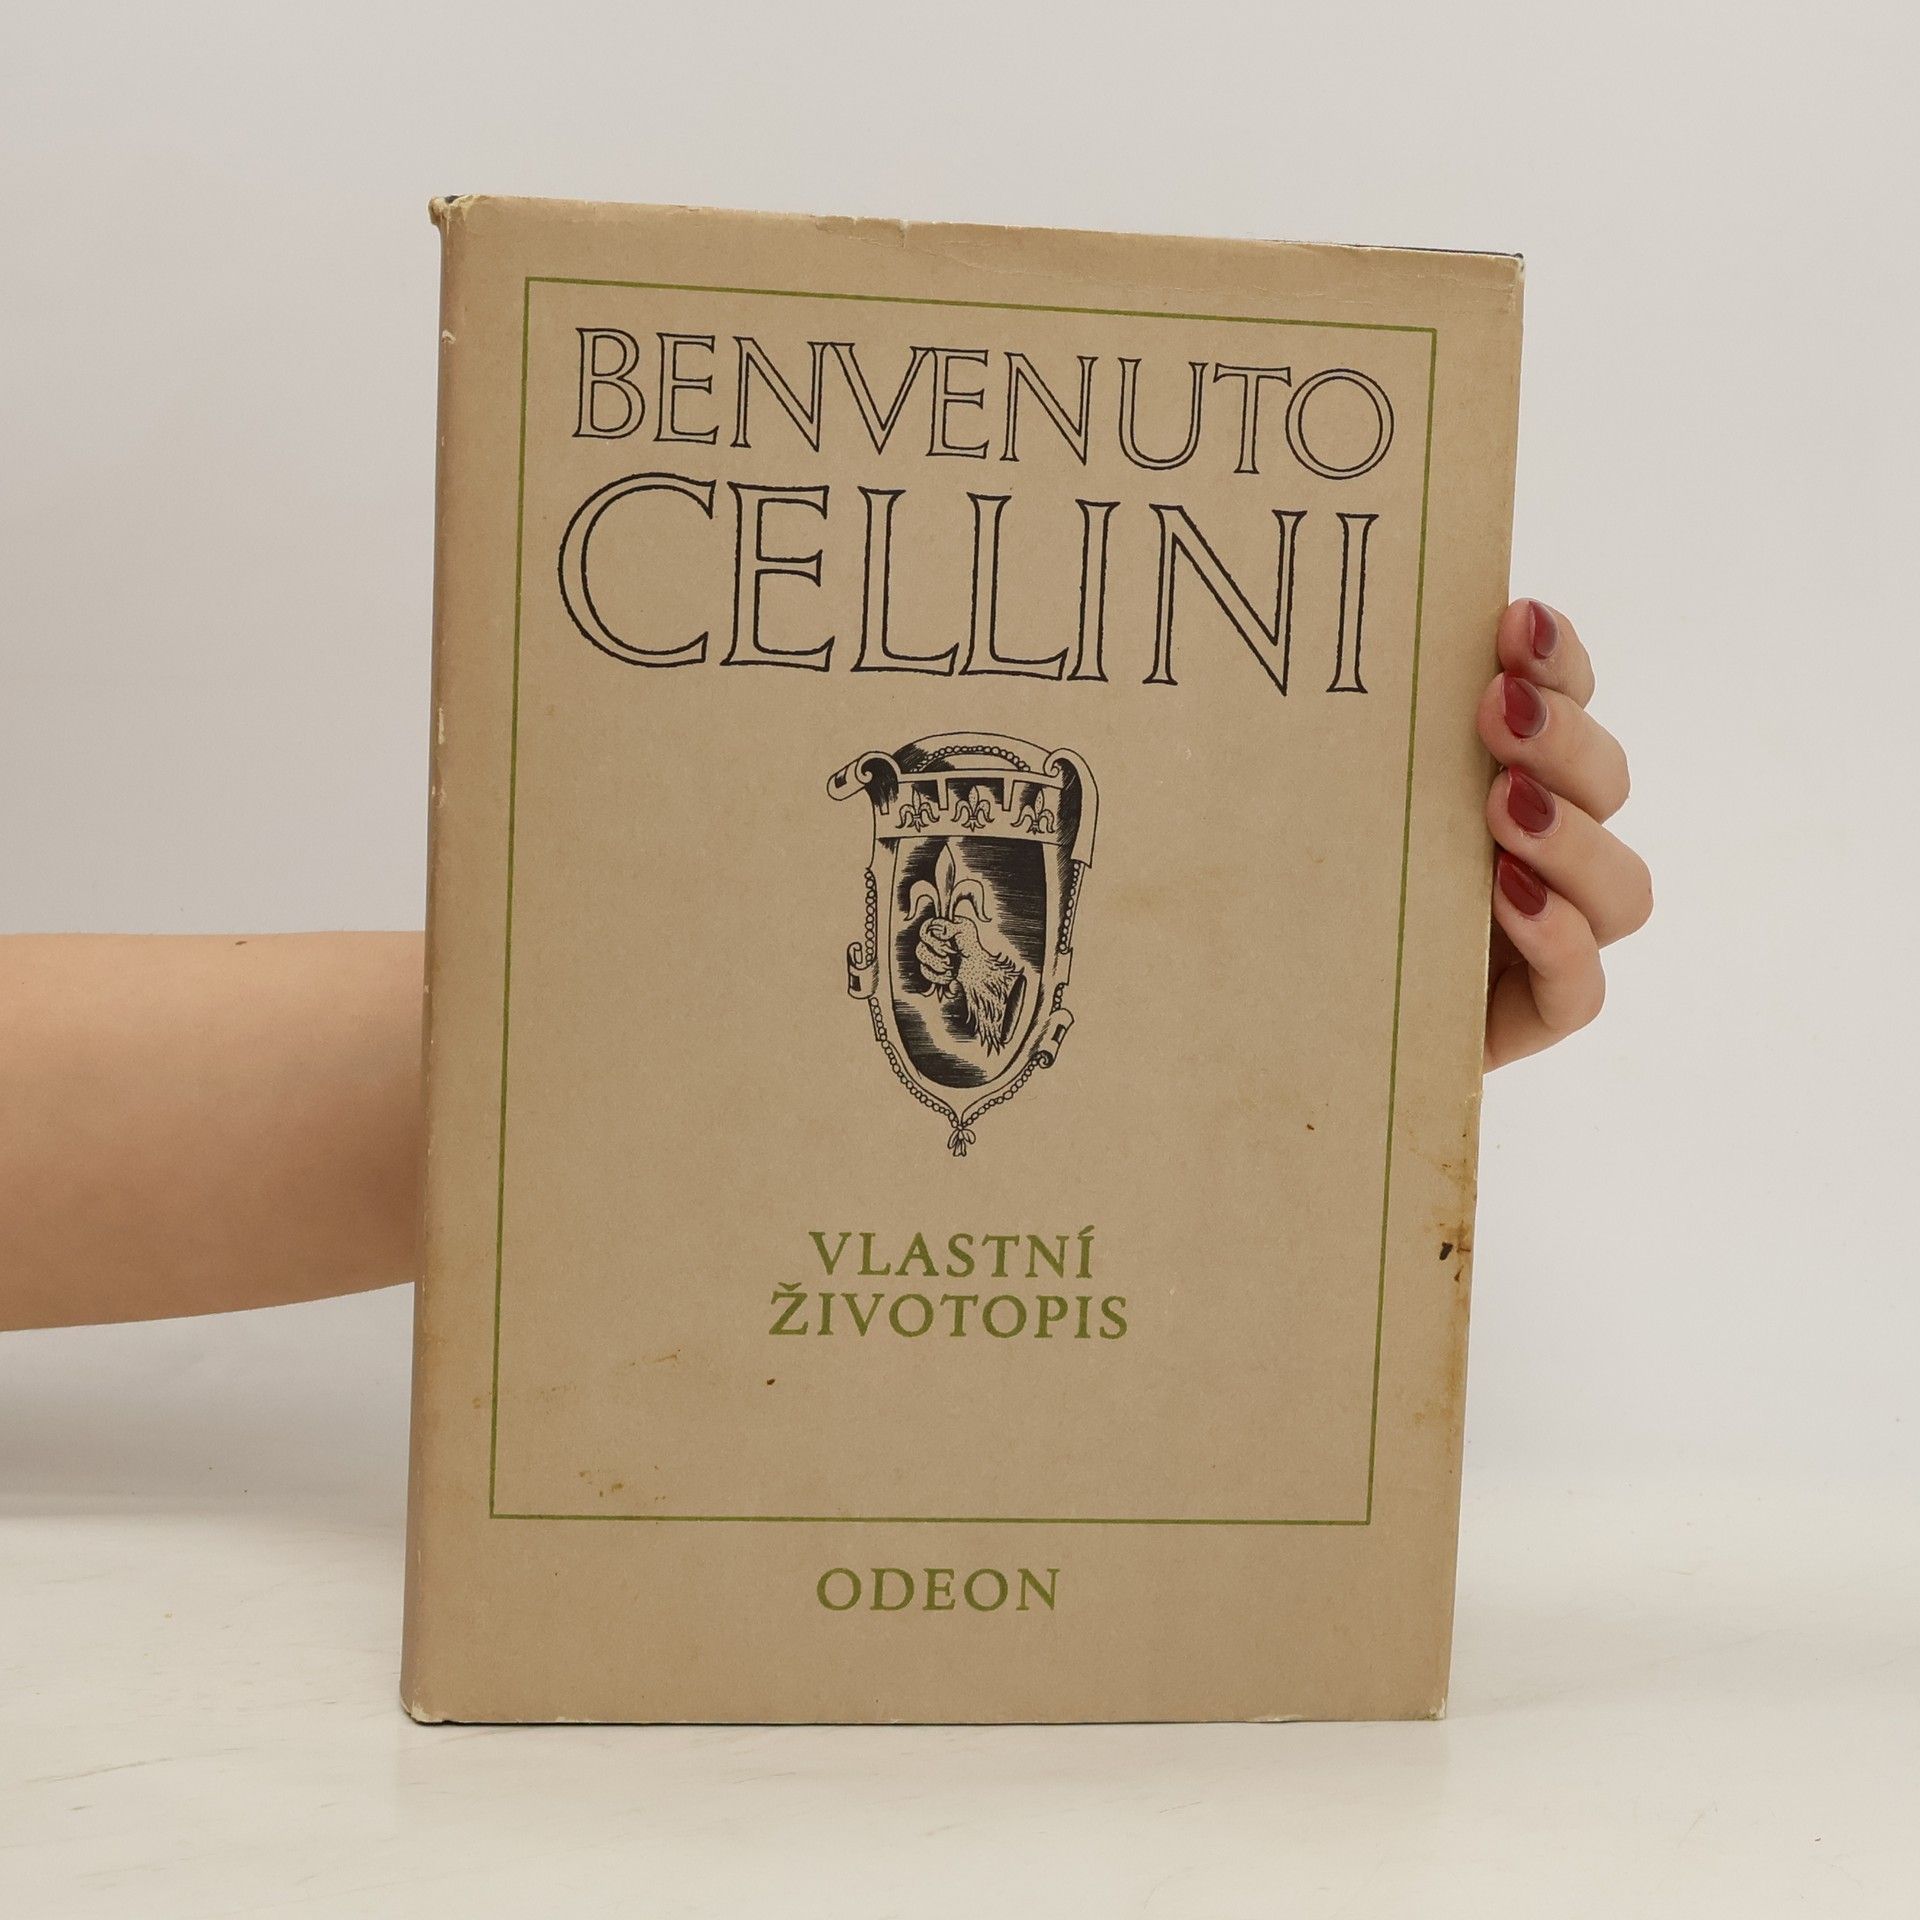 BENVENUTO
CELLINI
VLASTNÍ
ŽIVOTOPIS
ODEON